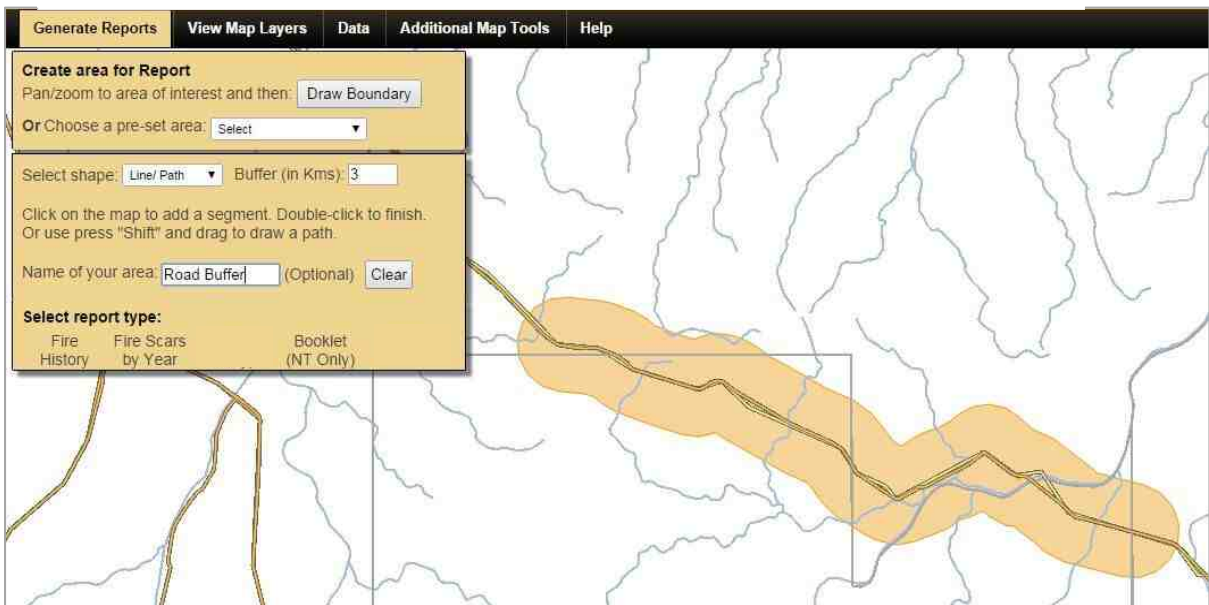 Generate Reports View Map Layers Data Additional Map Tools Help
Create area for Report
Pan/zoom to area of interest and then: Draw Boundary
Or Choose a pre-set area: Select
Select shape: Line/ Path Buffer (in Kms): 3
Click on the map to add a segment. Double-click to finish.
Or use press "Shift" and drag to draw a path.
Name of your area: Road Buffer (Optional) Clear
Select report type:
Fire Fire Scars Booklet
History by Year (NT Only)